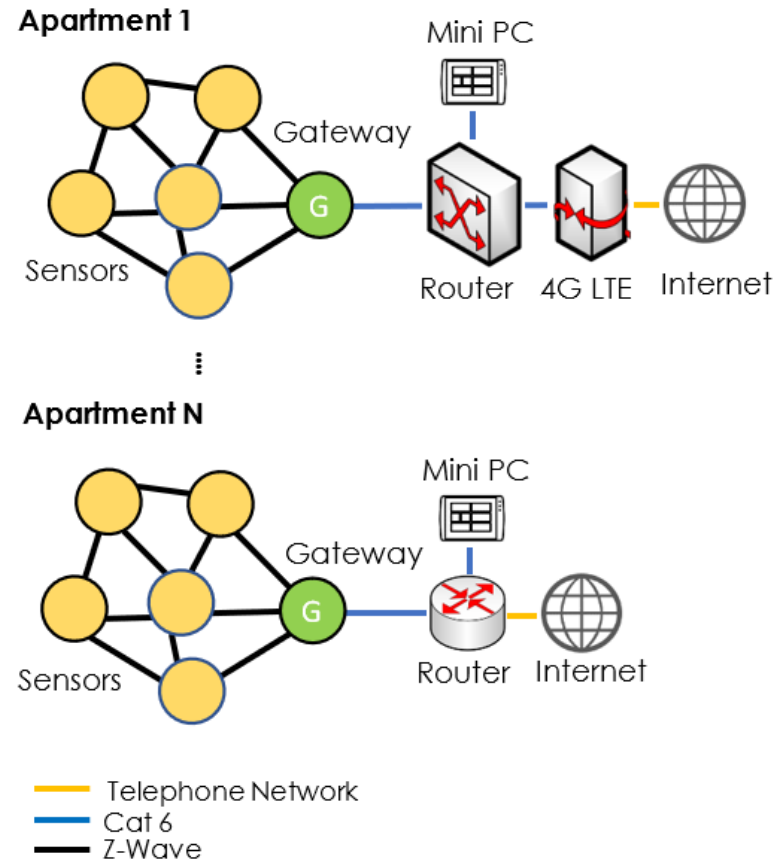 Apartment 1
Mini PC
Gateway
G
Sensors
Router 4G LTE Internet
Apartment N
Mini PC
Gateway
G
Sensors
Router Internet
Telephone Network
Cat 6
Z-Wave